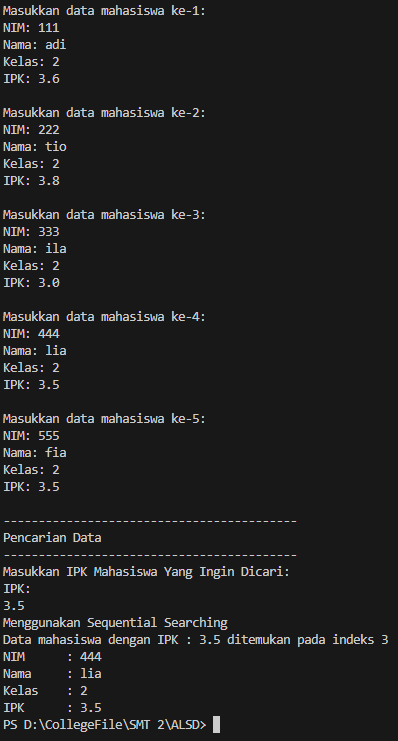 Masukkan data mahasiswa ke-1:
NIM: 111
Nama: adi
Kelas: 2
IPK: 3.6

Masukkan data mahasiswa ke-2:
NIM: 222
Nama: tio
Kelas: 2
IPK: 3.8

Masukkan data mahasiswa ke-3:
NIM: 333
Nama: ila
Kelas: 2
IPK: 3.0

Masukkan data mahasiswa ke-4:
NIM: 444
Nama: lia
Kelas: 2
IPK: 3.5

Masukkan data mahasiswa ke-5:
NIM: 555
Nama: fia
Kelas: 2
IPK: 3.5

------------------------------------------
Pencarian Data
------------------------------------------
Masukkan IPK Mahasiswa Yang Ingin Dicari:
IPK:
3.5
Menggunakan Sequential Searching
Data mahasiswa dengan IPK : 3.5 ditemukan pada indeks 3
NIM      : 444
Nama     : lia
Kelas    : 2
IPK      : 3.5
PS D:\CollegeFile\SMT 2\ALSD>